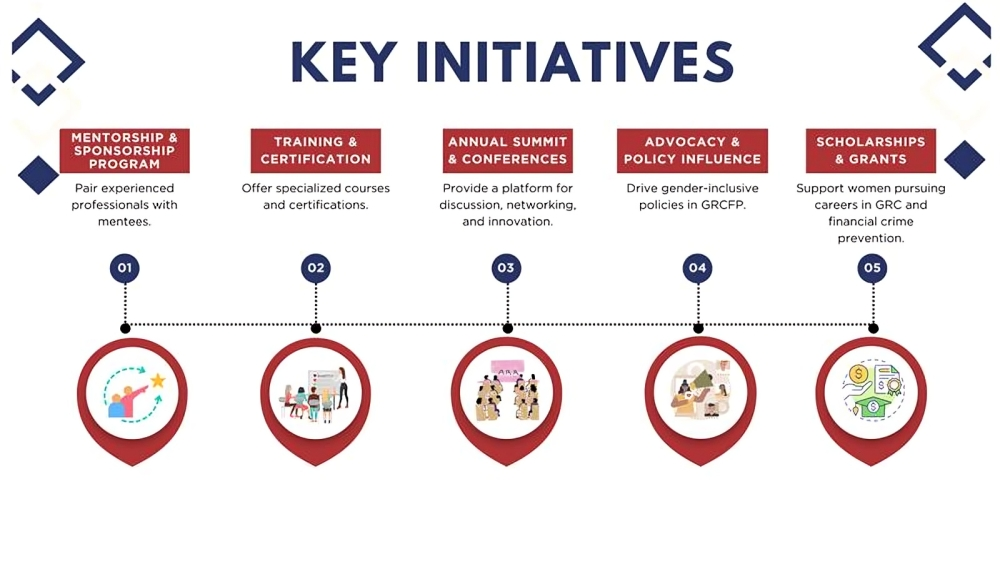 KEY INITIATIVES
MENTORSHIP &
SPONSORSHIP
PROGRAM
Pair experienced
professionals with
mentees.
01
TRAINING &
CERTIFICATION
Offer specialized courses
and certifications.
02
ANNUAL SUMMIT
& CONFERENCES
Provide a platform for
discussion, networking,
and innovation.
03
ADVOCACY &
POLICY INFLUENCE
Drive gender-inclusive
policies in GRCFP.
04
SCHOLARSHIPS
& GRANTS
Support women pursuing
careers in GRC and
financial crime
prevention.
05